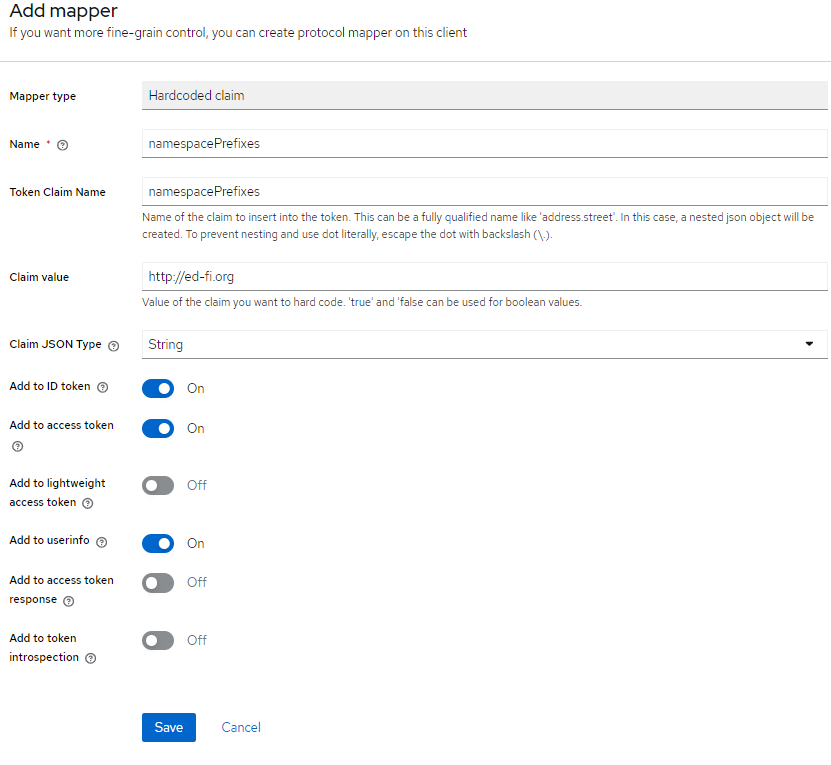 Add mapper
If you want more fine-grain control, you can create protocol mapper on this client
Mapper type
Hardcoded claim
Name *
namespacePrefixes
Token Claim Name
namespacePrefixes
Name of the claim to insert into the token. This can be a fully qualified name like 'address.street'. In this case, a nested json object will be
created. To prevent nesting and use dot literally, escape the dot with backslash (\.).
Claim value
http://ed-fi.org
Value of the claim you want to hard code. 'true' and 'false can be used for boolean values.
Claim JSON Type
String
Add to ID token
On
Add to access token
On
Add to lightweight
access token
Off
Add to userinfo
On
Add to access token
response
Off
Add to token
introspection
Off
Save Cancel